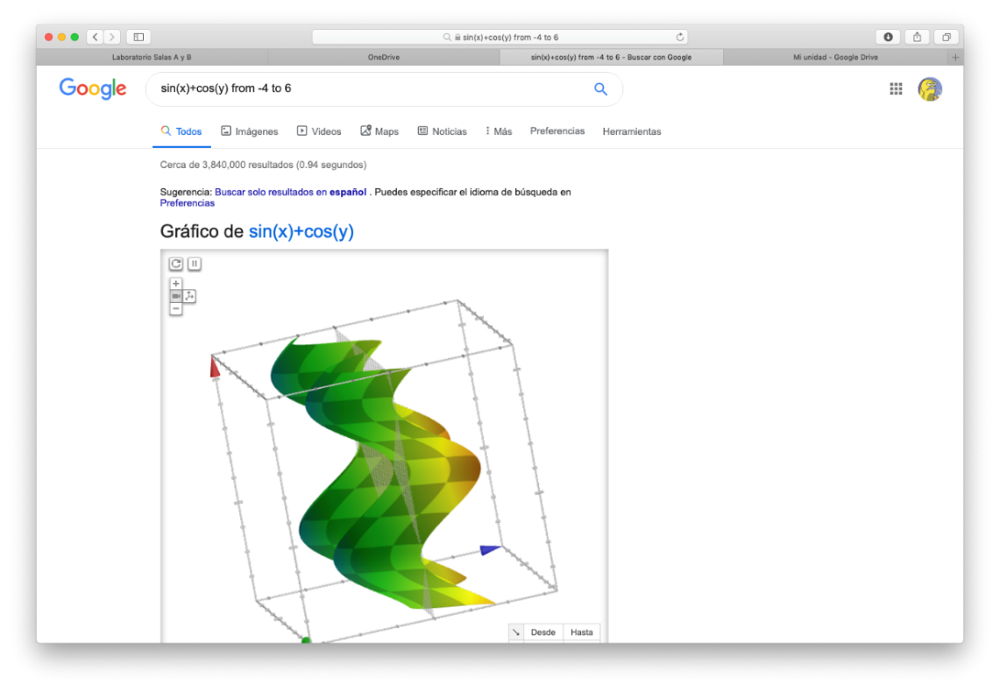 sin(x)+cos(y) from -4 to 6
Laboratorio Salas A y B
OneDrive
sin(x)+cos(y) from -4 to 6 - Buscar con Google
Mi unidad - Google Drive
Google
sin(x)+cos(y) from -4 to 6
Todos Imágenes Videos Maps Noticias Más Preferencias Herramientas
Cerca de 3,840,000 resultados (0.94 segundos)
Sugerencia: Buscar solo resultados en español . Puedes especificar el idioma de búsqueda en
Preferencias
Gráfico de sin(x)+cos(y)
Desde Hasta